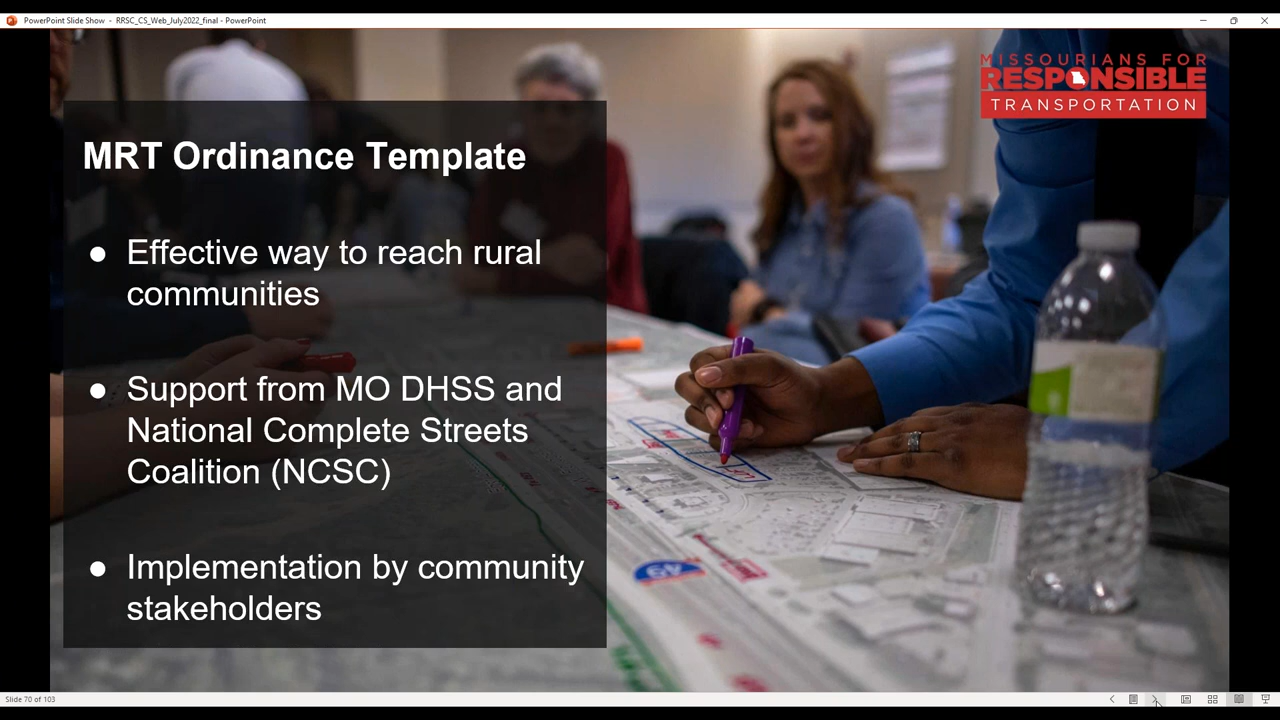 PowerPoint Slide Show - RRSC_CS_Web_July2022_final - PowerPoint
MISSOURIANS FOR
RESPONSIBLE
TRANSPORTATION
MRT Ordinance Template
● Effective way to reach rural
communities
● Support from MO DHSS and
National Complete Streets
Coalition (NCSC)
● Implementation by community
stakeholders
49
Slide 70 of 103